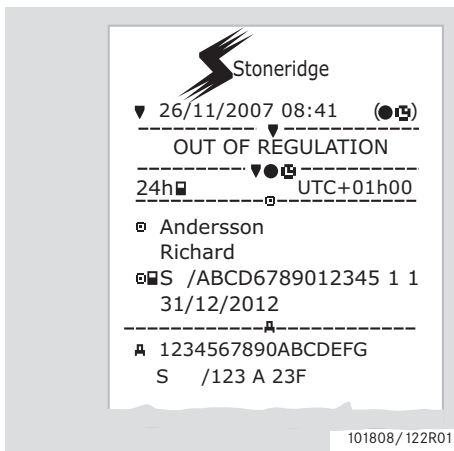 Stoneridge
▼ 26/11/2007 08:41 (●◷)
OUT OF REGULATION
24h UTC+01h00
Andersson
Richard
S /ABCD6789012345 1 1
31/12/2012
1234567890ABCDEFG
S /123 A 23F
101808/122R01